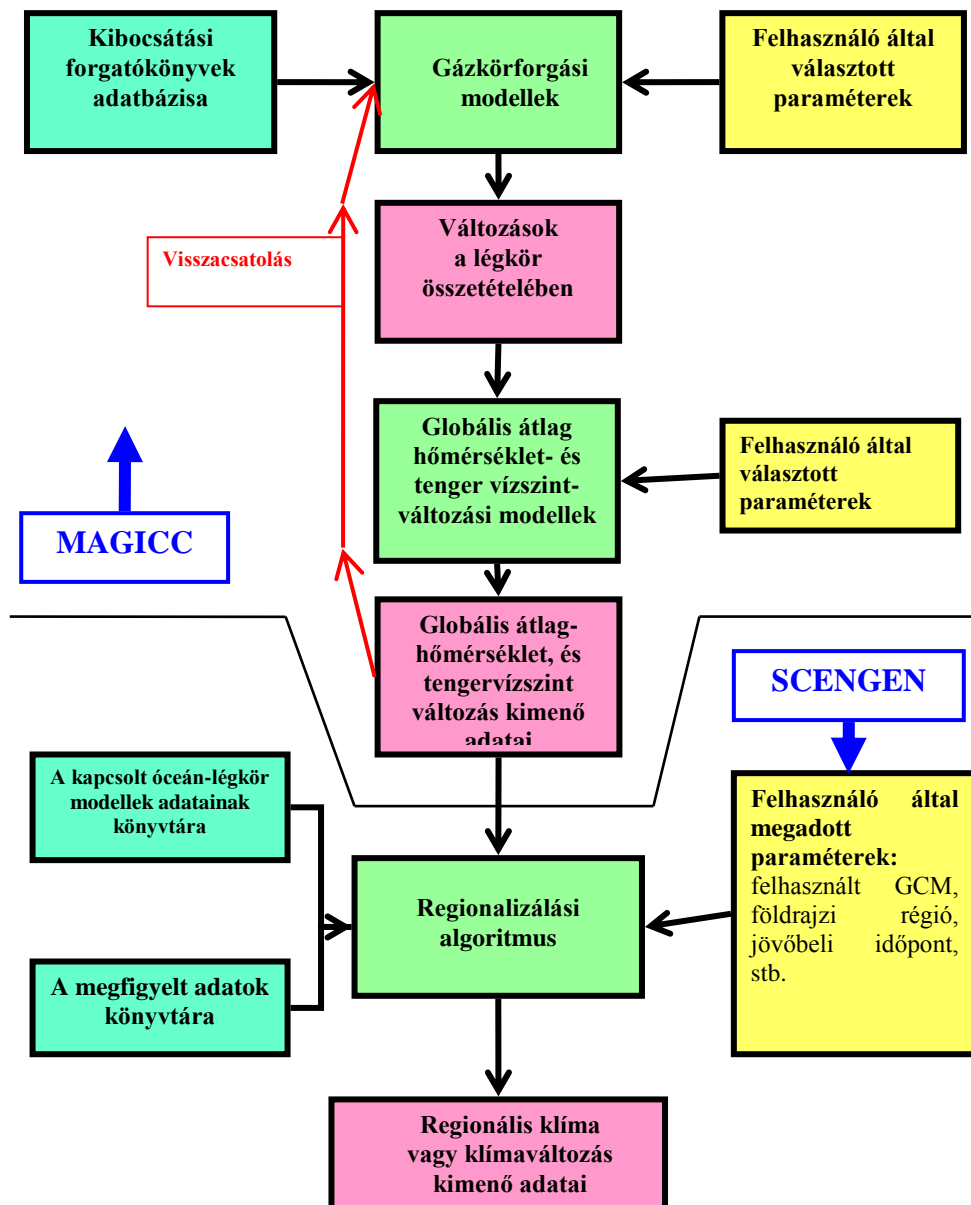 Kibocsátási
forgatókönyvek
adatbázisa
Gázkörforgási
modellek
Felhasználó által
választott
paraméterek
Változások
a légkör
összetételében
Visszacsatolás
Globális átlag
hőmérséklet- és
tenger vízszint-
változási modellek
Felhasználó által
választott
paraméterek
MAGICC
Globális átlag-
hőmérséklet, és
tengervízszint
változás kimenő
adatai
SCENGEN
A kapcsolt óceán-légkör
modellek adatainak
könyvtára
Felhasználó által
megadott
paraméterek:
felhasznált GCM,
földrajzi régió,
jövőbeli időpont,
stb.
Regionalizálási
algoritmus
A megfigyelt adatok
könyvtára
Regionális klíma
vagy klímaváltozás
kimenő adatai